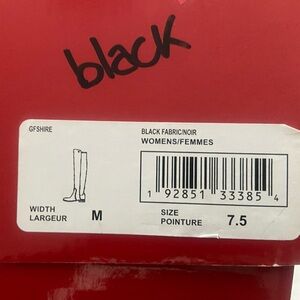 black
GFSHIRE
BLACK FABRIC/NOIR
WOMENS/FEMMES
1 92851 33385 4
WIDTH
LARGEUR M
SIZE
POINTURE 7.5